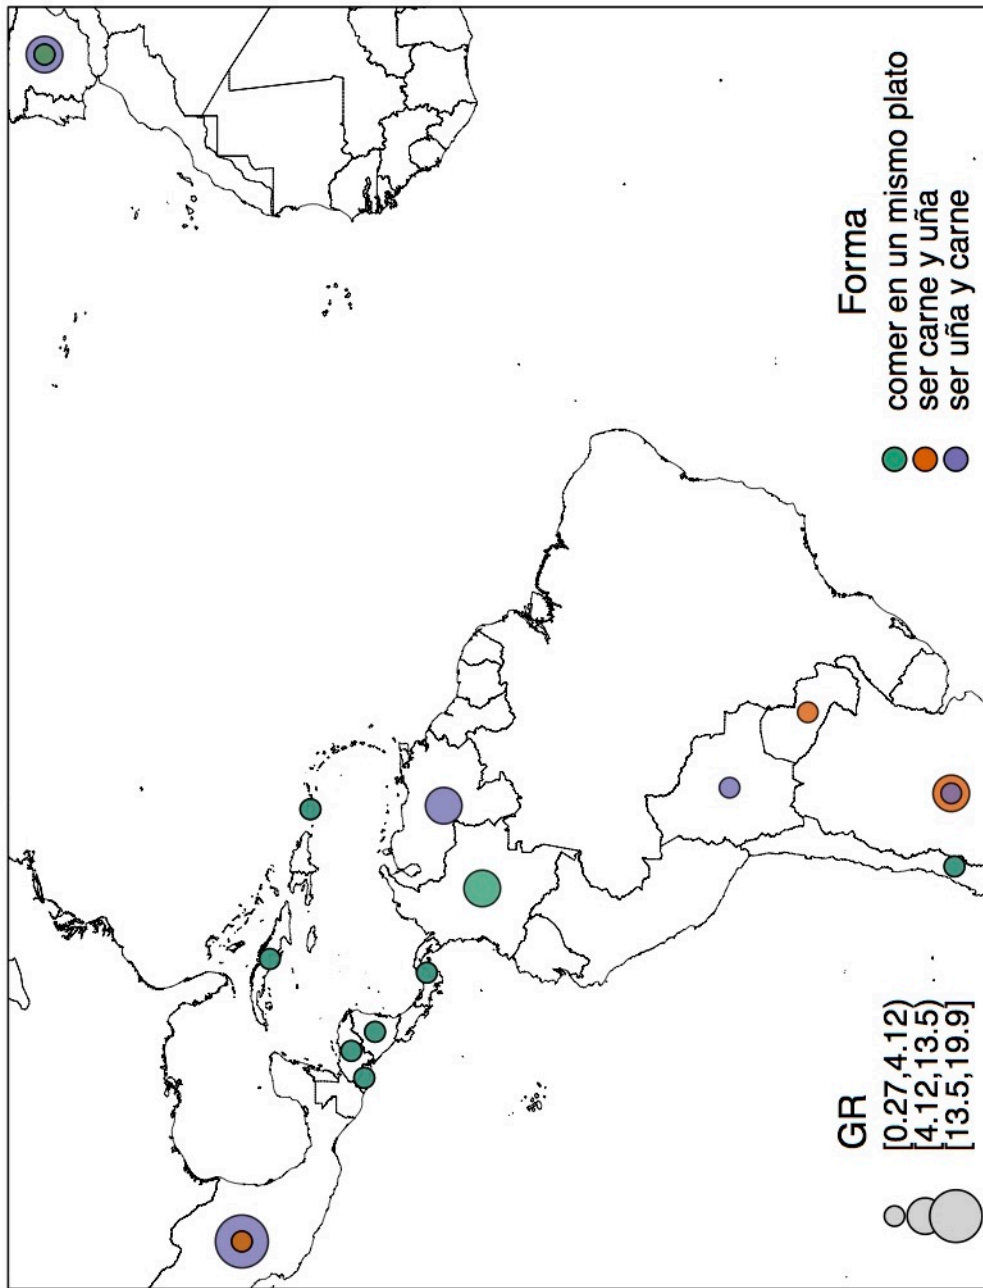 GR
[0.27,4.12)
[4.12,13.5)
[13.5,19.9]
Forma
comer en un mismo plato
ser carne y uña
ser uña y carne